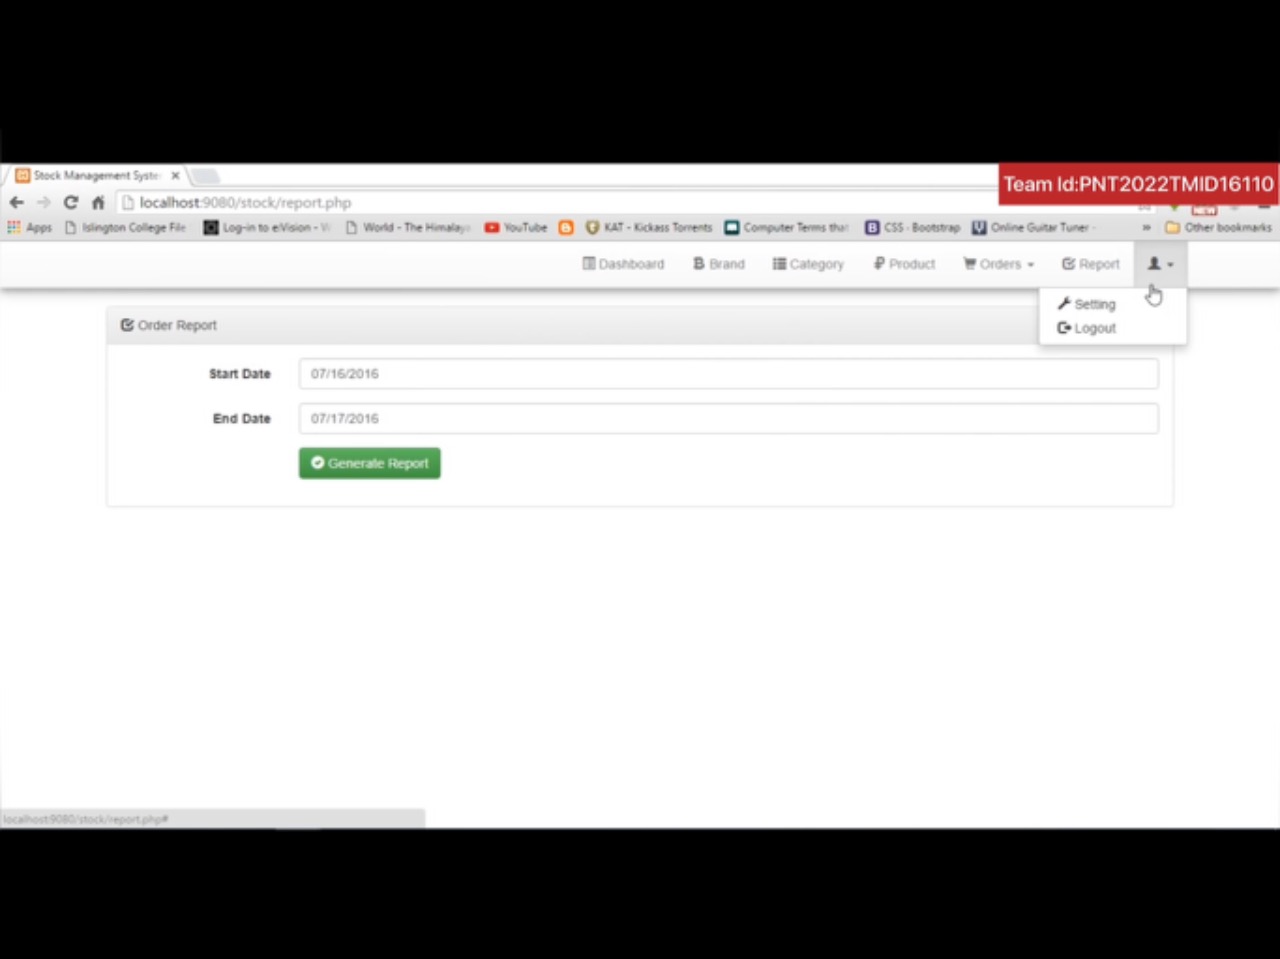 Stock Management Syste
Team Id:PNT2022TMID16110
localhost:9080/stock/report.php
Apps Islington College File Log-in to eVision - World - The Himalay YouTube KAT - Kickass Torrents Computer Terms that CSS · Bootstrap Online Guitar Tuner - » Other bookmarks
Dashboard Brand Category Product Orders Report
Setting
Logout
Order Report
Start Date 07/16/2016
End Date 07/17/2016
Generate Report
localhost:9080/stock/report.php#